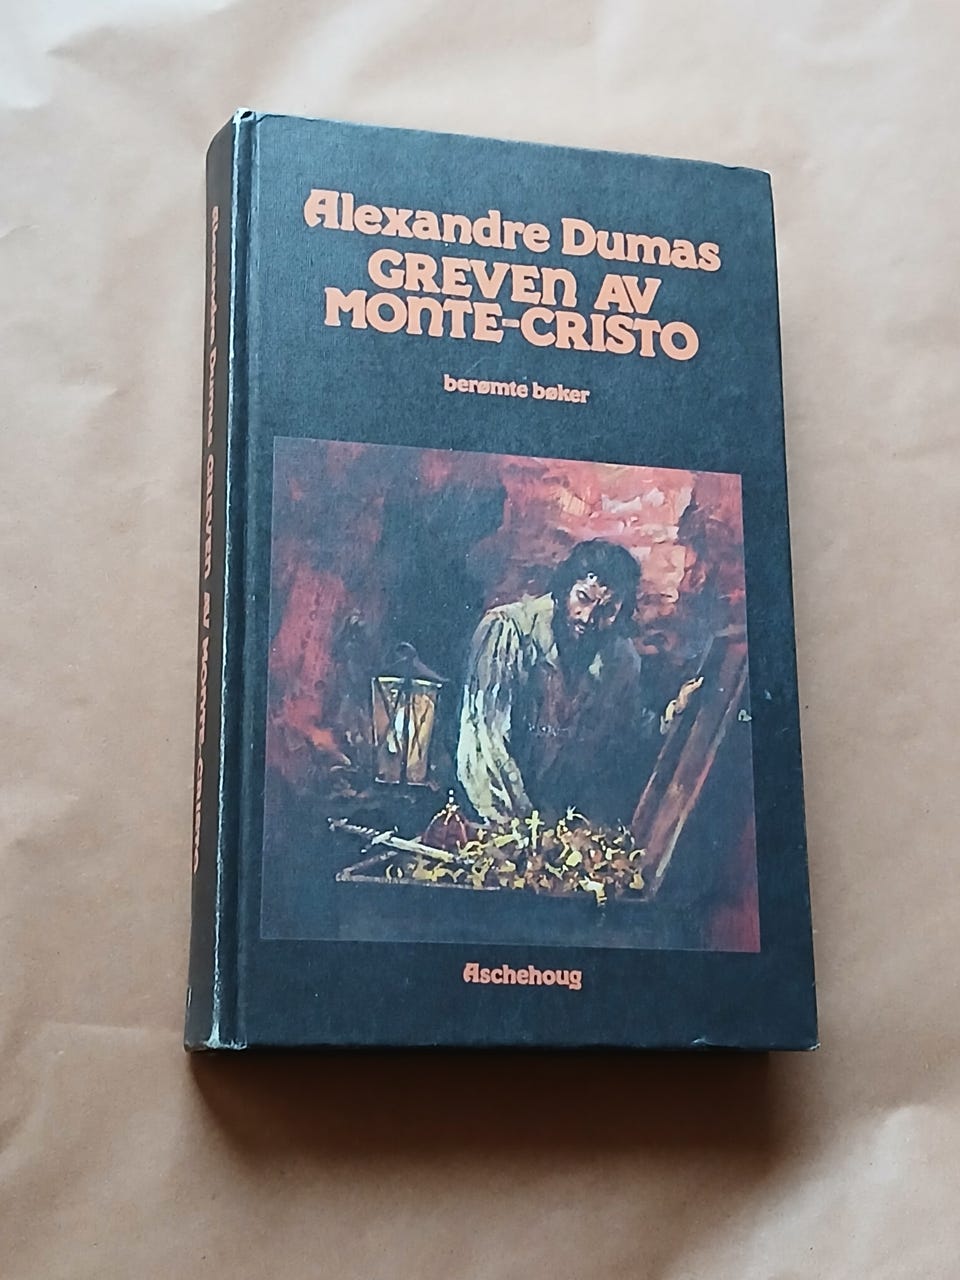 Alexandre Dumas
GREVEN AV
MONTE-CRISTO
berømte bøker
Aschehoug
Alexandre Dumas GREVEN AV MONTE-CRISTO